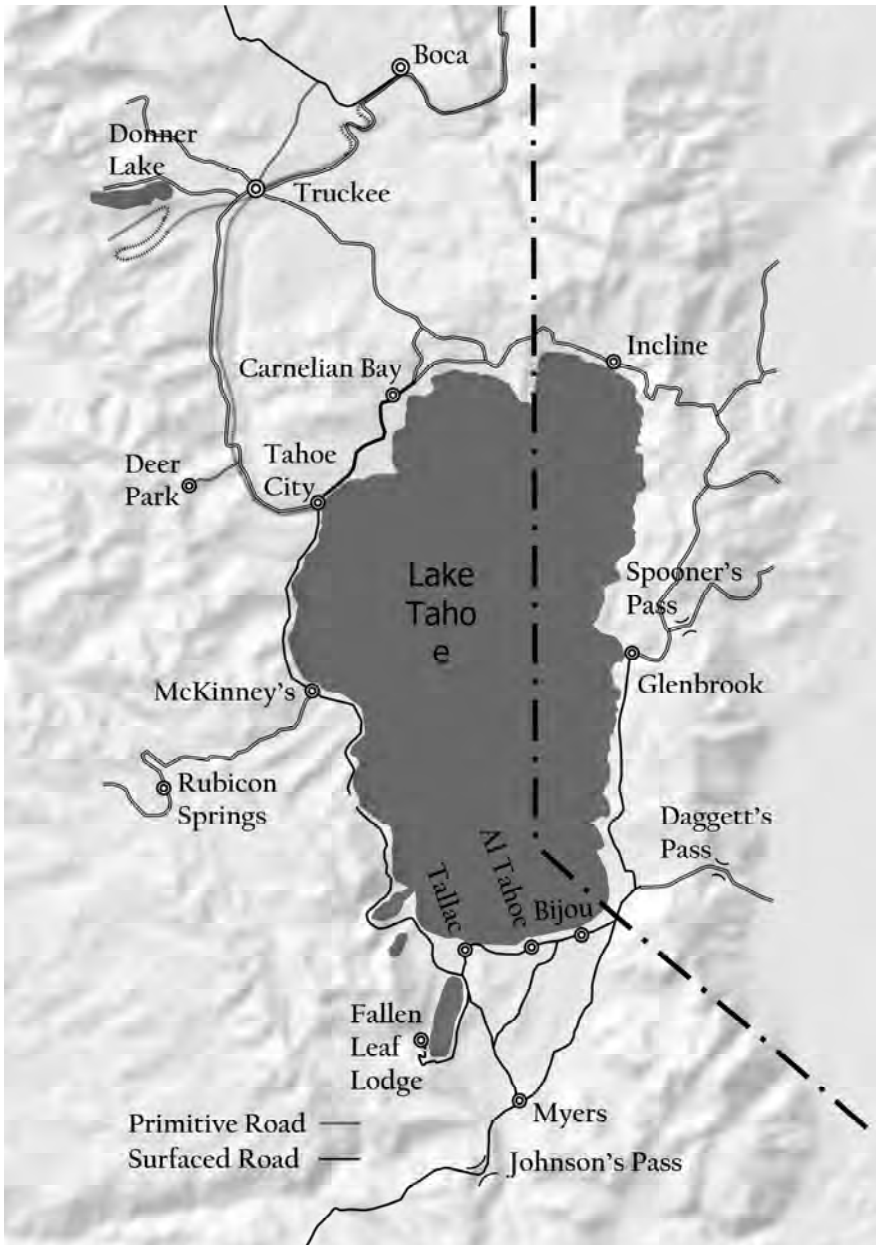 Boca
Donner
Lake
Truckee
Incline
Carnelian Bay
Tahoe
City
Deer
Park
Lake
Taho
e
Spooner's
Pass
Glenbrook
McKinney's
Rubicon
Springs
Daggett's
Pass
Tallac
Al Tahoe
Bijou
Fallen
Leaf
Lodge
Myers
Primitive Road
Surfaced Road
Johnson's Pass